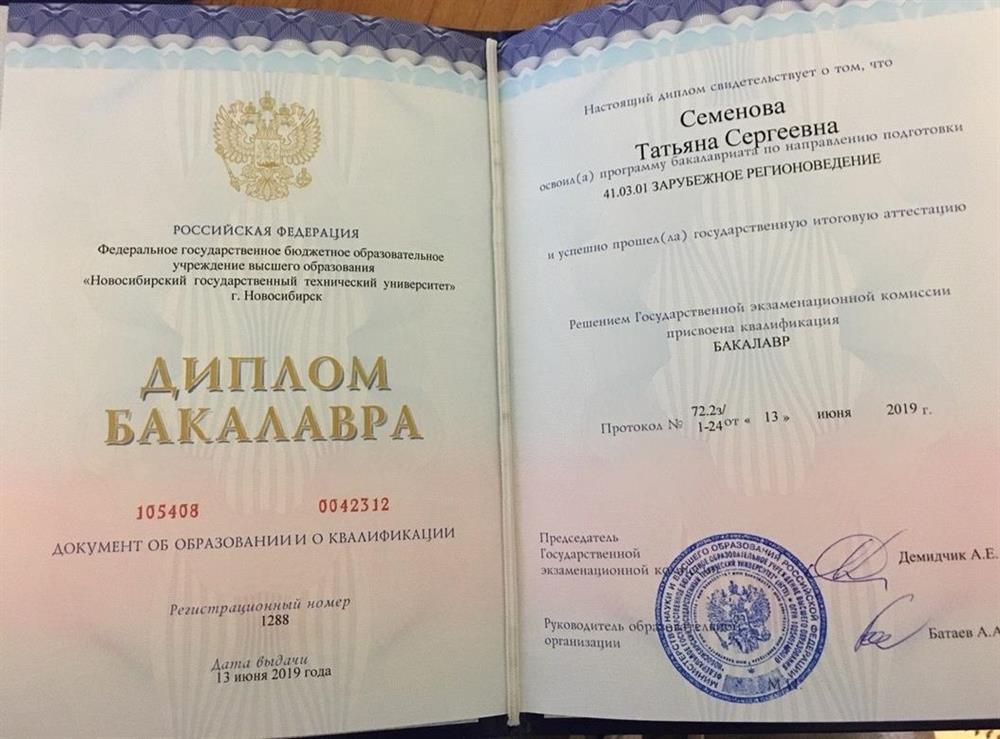 РОССИЙСКАЯ ФЕДЕРАЦИЯ
Федеральное государственное бюджетное образовательное
учреждение высшего образования
«Новосибирский государственный технический университет»
г. Новосибирск
ДИПЛОМ
БАКАЛАВРА
105408 0042312
ДОКУМЕНТ ОБ ОБРАЗОВАНИИ И О КВАЛИФИКАЦИИ
Регистрационный номер
1288
Дата выдачи
13 июня 2019 года
Настоящий диплом свидетельствует о том, что
Семенова
Татьяна Сергеевна
освоил(а) программу бакалавриата по направлению подготовки
41.03.01 ЗАРУБЕЖНОЕ РЕГИОНОВЕДЕНИЕ
и успешно прошел(ла) государственную итоговую аттестацию
Решением Государственной экзаменационной комиссии
присвоена квалификация
БАКАЛАВР
Протокол № 72.2з/
1-24 от « 13 » июня 2019 г.
Председатель
Государственной
экзаменационной
Демидчик А.Е.
Руководитель
организации
Батаев А.А